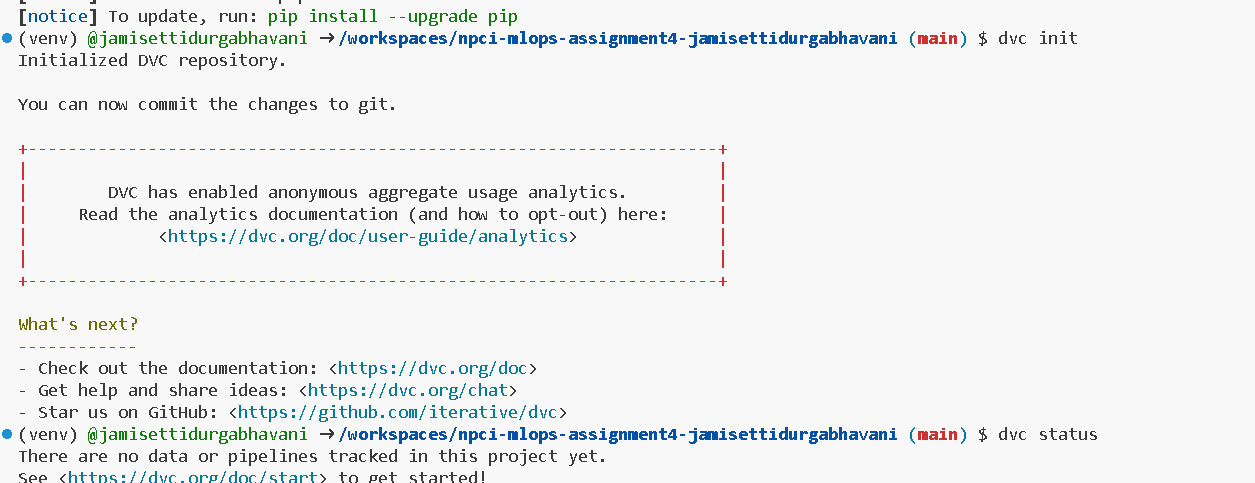 [notice] To update, run: pip install --upgrade pip
(venv) @jamisettidurgabhavani →/workspaces/npci-mlops-assignment4-jamisettidurgabhavani (main) $ dvc init
Initialized DVC repository.
You can now commit the changes to git.
+---------------------------------------------------------------------+
| |
| DVC has enabled anonymous aggregate usage analytics. |
| Read the analytics documentation (and how to opt-out) here: |
| <https://dvc.org/doc/user-guide/analytics> |
| |
+---------------------------------------------------------------------+
What's next?
------------
- Check out the documentation: <https://dvc.org/doc>
- Get help and share ideas: <https://dvc.org/chat>
- Star us on GitHub: <https://github.com/iterative/dvc>
(venv) @jamisettidurgabhavani →/workspaces/npci-mlops-assignment4-jamisettidurgabhavani (main) $ dvc status
There are no data or pipelines tracked in this project yet.
See <https://dvc.org/doc/start> to get started!